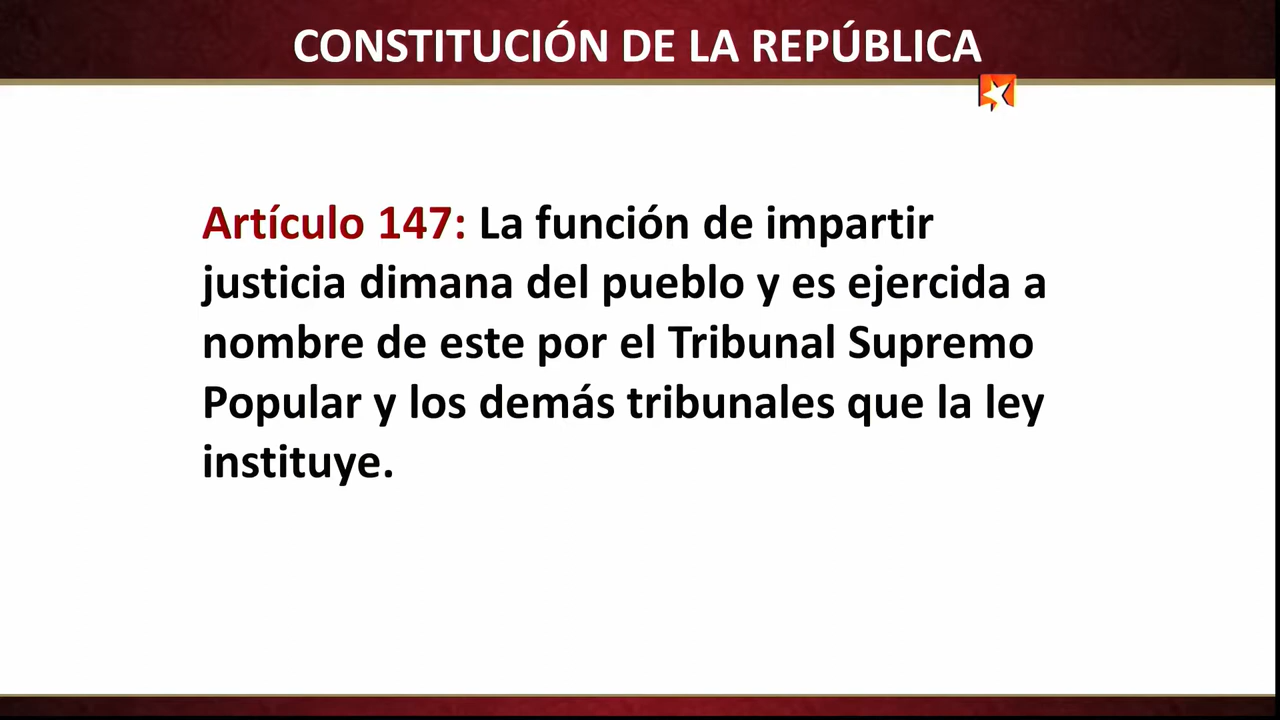 CONSTITUCIÓN DE LA REPÚBLICA
Artículo 147: La función de impartir
justicia dimana del pueblo y es ejercida a
nombre de este por el Tribunal Supremo
Popular y los demás tribunales que la ley
instituye.